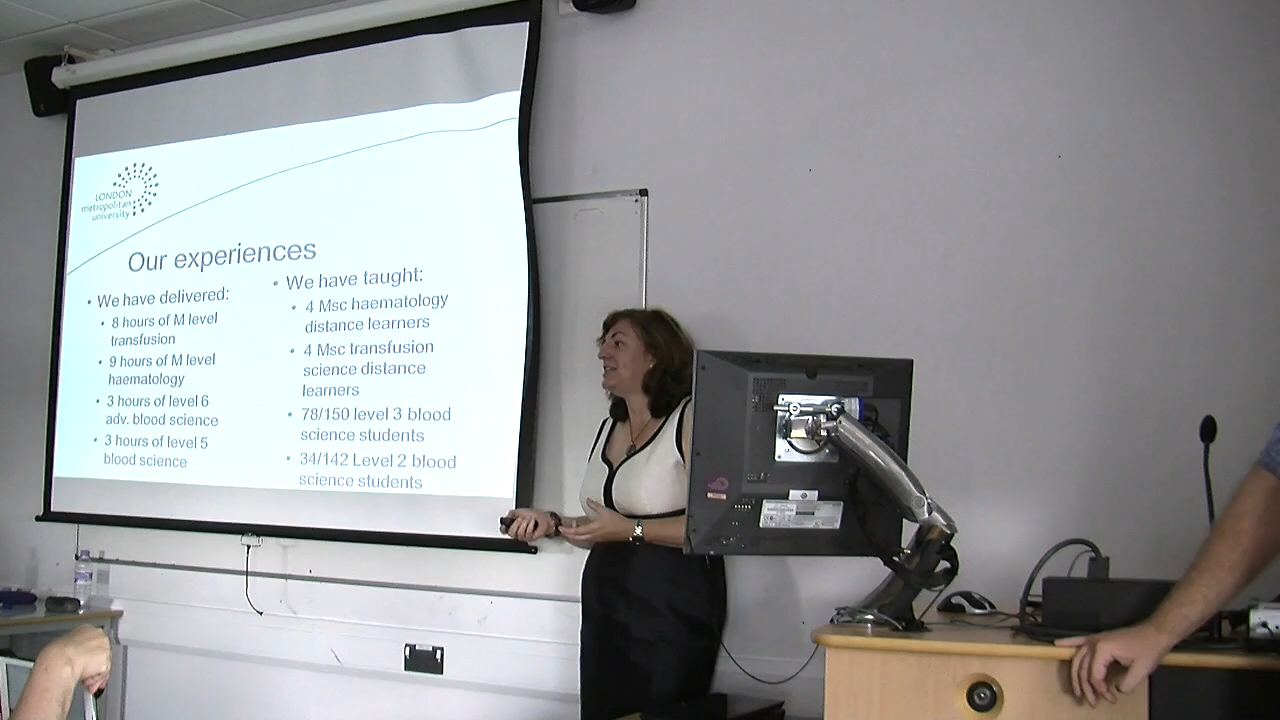 LONDON
metropolitan
university
Our experiences
• We have delivered:
• 8 hours of M level
transfusion
• 9 hours of M level
haematology
• 3 hours of level 6
adv. blood science
• 3 hours of level 5
blood science
• We have taught:
• 4 Msc haematology
distance learners
• 4 Msc transfusion
science distance
learners
• 78/150 level 3 blood
science students
• 34/142 Level 2 blood
science students